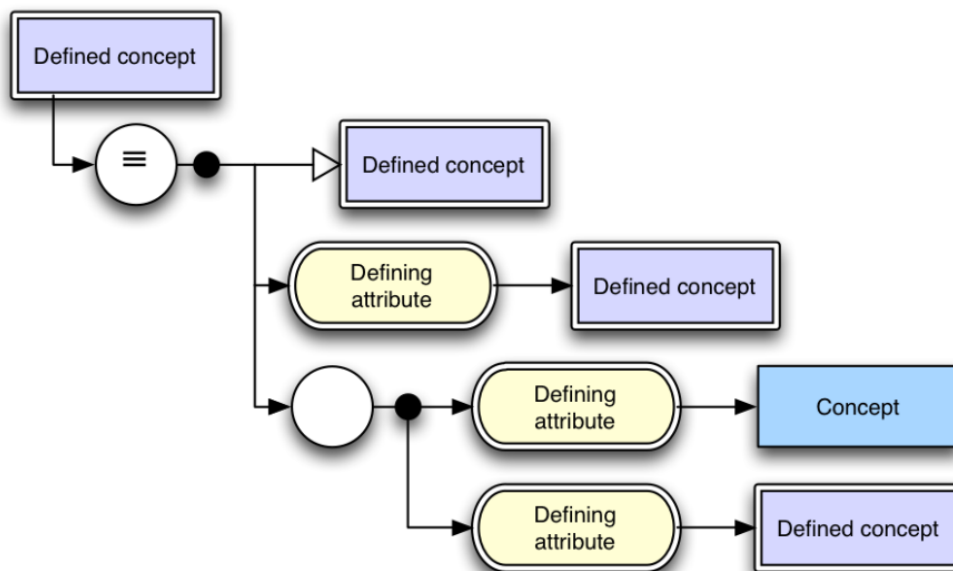 Defined concept
≡
Defined concept
Defining
attribute
Defined concept
Defining
attribute
Concept
Defining
attribute
Defined concept